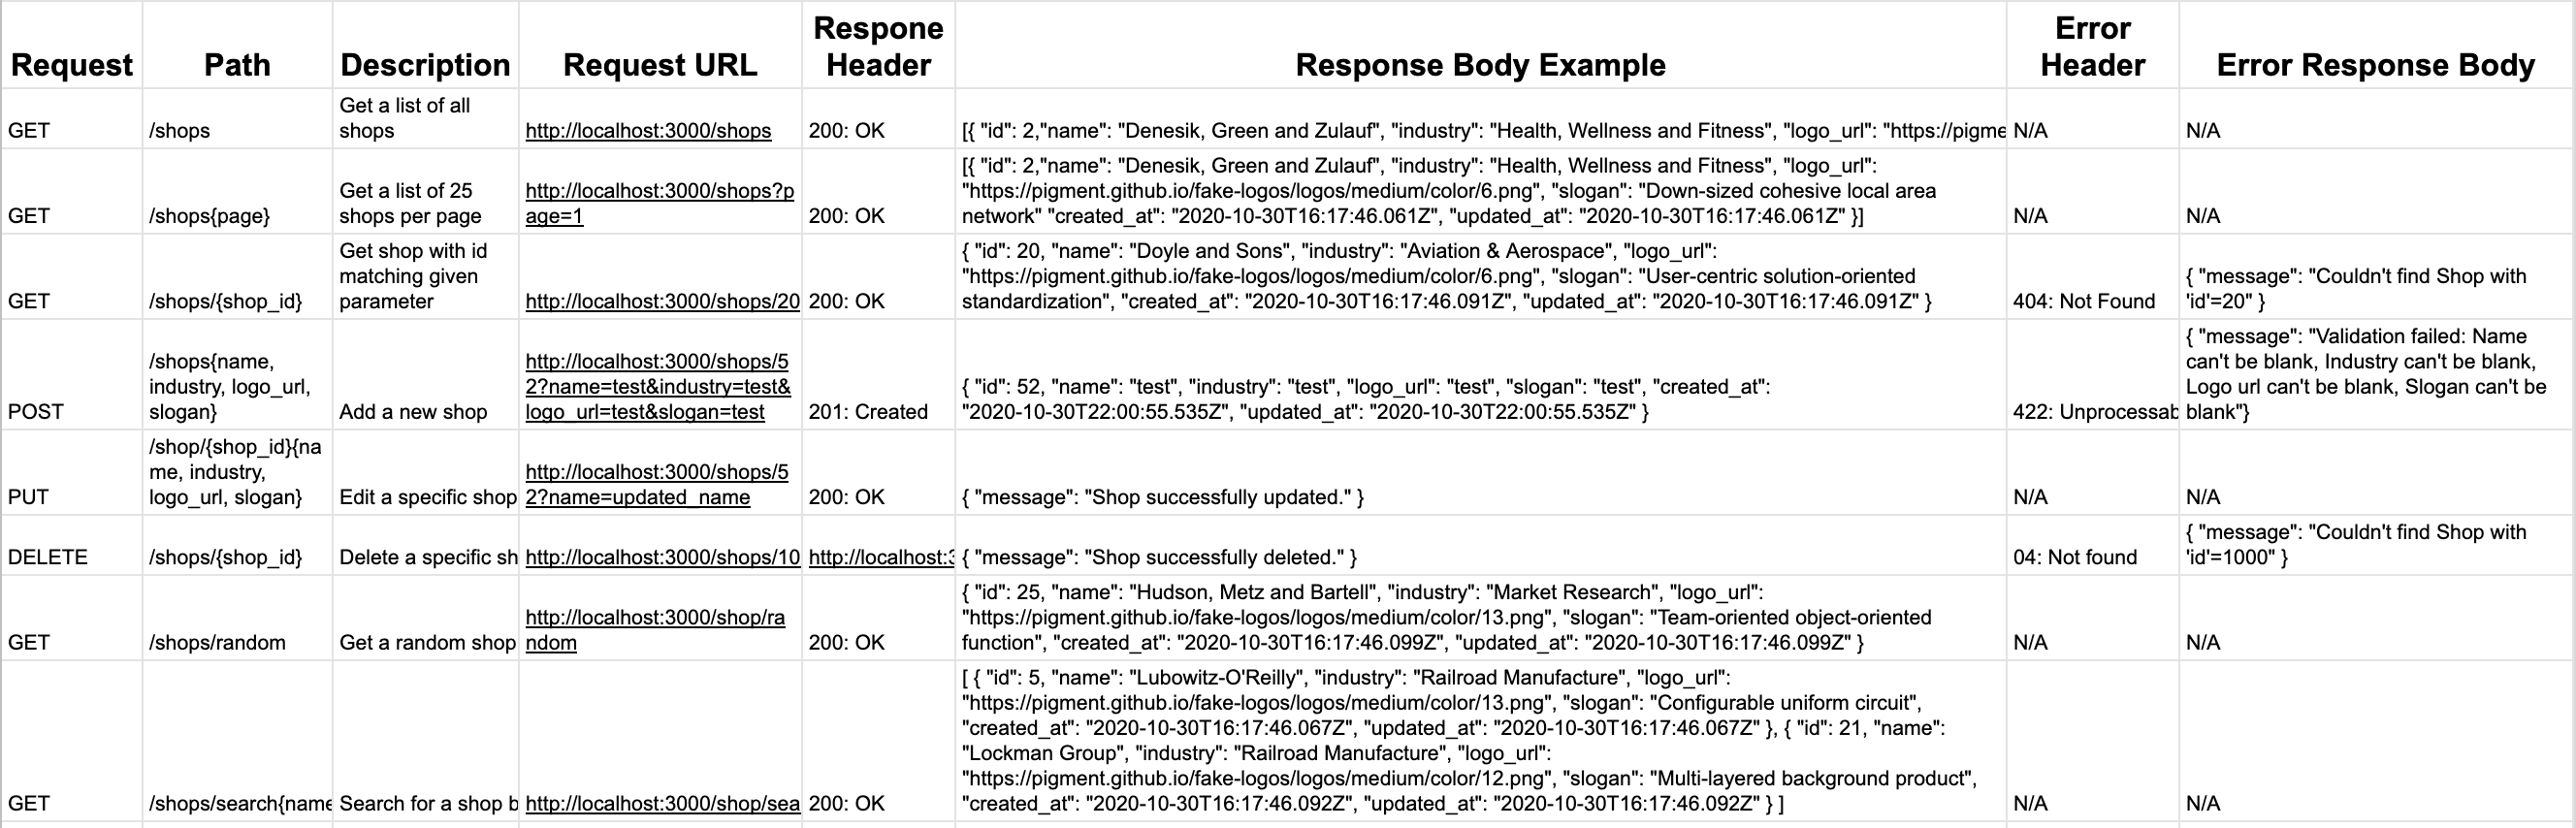 Request
Path
Description
Request URL
Respone
Header
Response Body Example
Error
Header
Error Response Body
GET
/shops
Get a list of all
shops
http://localhost:3000/shops
200: OK
[{ "id": 2,"name": "Denesik, Green and Zulauf", "industry": "Health, Wellness and Fitness", "logo_url": "https://pigme
N/A
N/A
GET
/shops{page}
Get a list of 25
shops per page
http://localhost:3000/shops?p
age=1
200: OK
[{ "id": 2,"name": "Denesik, Green and Zulauf", "industry": "Health, Wellness and Fitness", "logo_url":
"https://pigment.github.io/fake-logos/logos/medium/color/6.png", "slogan": "Down-sized cohesive local area
network" "created_at": "2020-10-30T16:17:46.061Z", "updated_at": "2020-10-30T16:17:46.061Z" }]
N/A
N/A
GET
/shops/{shop_id}
Get shop with id
matching given
parameter
http://localhost:3000/shops/20
200: OK
{ "id": 20, "name": "Doyle and Sons", "industry": "Aviation & Aerospace", "logo_url":
"https://pigment.github.io/fake-logos/logos/medium/color/6.png", "slogan": "User-centric solution-oriented
standardization", "created_at": "2020-10-30T16:17:46.091Z", "updated_at": "2020-10-30T16:17:46.091Z" }
404: Not Found
{ "message": "Couldn't find Shop with
'id'=20" }
POST
/shops{name,
industry, logo_url,
slogan}
Add a new shop
http://localhost:3000/shops/5
2?name=test&industry=test&
logo_url=test&slogan=test
201: Created
{ "id": 52, "name": "test", "industry": "test", "logo_url": "test", "slogan": "test", "created_at":
"2020-10-30T22:00:55.535Z", "updated_at": "2020-10-30T22:00:55.535Z" }
422: Unprocessab
{ "message": "Validation failed: Name
can't be blank, Industry can't be blank,
Logo url can't be blank, Slogan can't be
blank"}
PUT
/shop/{shop_id}{na
me, industry,
logo_url, slogan}
Edit a specific shop
http://localhost:3000/shops/5
2?name=updated_name
200: OK
{ "message": "Shop successfully updated." }
N/A
N/A
DELETE
/shops/{shop_id}
Delete a specific sh
http://localhost:3000/shops/10
http://localhost:3
{ "message": "Shop successfully deleted." }
04: Not found
{ "message": "Couldn't find Shop with
'id'=1000" }
GET
/shops/random
Get a random shop
http://localhost:3000/shop/ra
ndom
200: OK
{ "id": 25, "name": "Hudson, Metz and Bartell", "industry": "Market Research", "logo_url":
"https://pigment.github.io/fake-logos/logos/medium/color/13.png", "slogan": "Team-oriented object-oriented
function", "created_at": "2020-10-30T16:17:46.099Z", "updated_at": "2020-10-30T16:17:46.099Z" }
N/A
N/A
GET
/shops/search{name
Search for a shop b
http://localhost:3000/shop/sea
200: OK
[ { "id": 5, "name": "Lubowitz-O'Reilly", "industry": "Railroad Manufacture", "logo_url":
"https://pigment.github.io/fake-logos/logos/medium/color/13.png", "slogan": "Configurable uniform circuit",
"created_at": "2020-10-30T16:17:46.067Z", "updated_at": "2020-10-30T16:17:46.067Z" }, { "id": 21, "name":
"Lockman Group", "industry": "Railroad Manufacture", "logo_url":
"https://pigment.github.io/fake-logos/logos/medium/color/12.png", "slogan": "Multi-layered background product",
"created_at": "2020-10-30T16:17:46.092Z", "updated_at": "2020-10-30T16:17:46.092Z" } ]
N/A
N/A